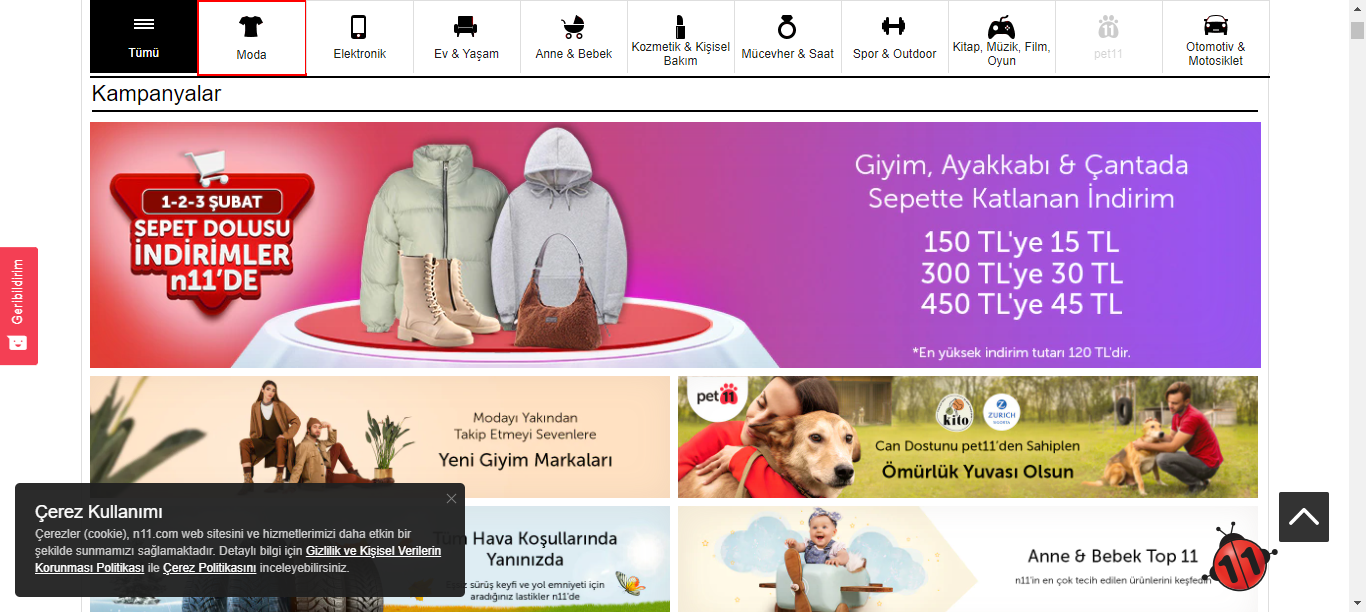 Tümü
Moda
Elektronik
Ev & Yaşam
Anne & Bebek
Kozmetik & Kişisel
Bakım
Mücevher & Saat
Spor & Outdoor
Kitap, Müzik, Film,
Oyun
pet11
Otomotiv &
Motosiklet
Kampanyalar
1-2-3 ŞUBAT
SEPET DOLUSU
İNDİRİMLER
n11'DE
Giyim, Ayakkabı & Çantada
Sepette Katlanan İndirim
150 TL'ye 15 TL
300 TL'ye 30 TL
450 TL'ye 45 TL
*En yüksek indirim tutarı 120 TL'dir.
Geribildirim
Modayı Yakından
Takip Etmeyi Sevenlere
Yeni Giyim Markaları
pet11
kito
ZURICH
SİGORTA
Can Dostunu pet11'den Sahiplen
Ömürlük Yuvası Olsun
Çerez Kullanımı
Çerezler (cookie), n11.com web sitesini ve hizmetlerimizi daha etkin bir
şekilde sunmamızı sağlamaktadır. Detaylı bilgi için Gizlilik ve Kişisel Verilerin
Korunması Politikası ile Çerez Politikasını inceleyebilirsiniz.
Tüm Hava Koşullarında
Yanınızda
Eşsiz sürüş keyfi ve yol emniyeti için
aradığınız lastikler n11'de
Anne & Bebek Top 11
n11'in en çok tecih edilen ürünlerini keşfedin
11